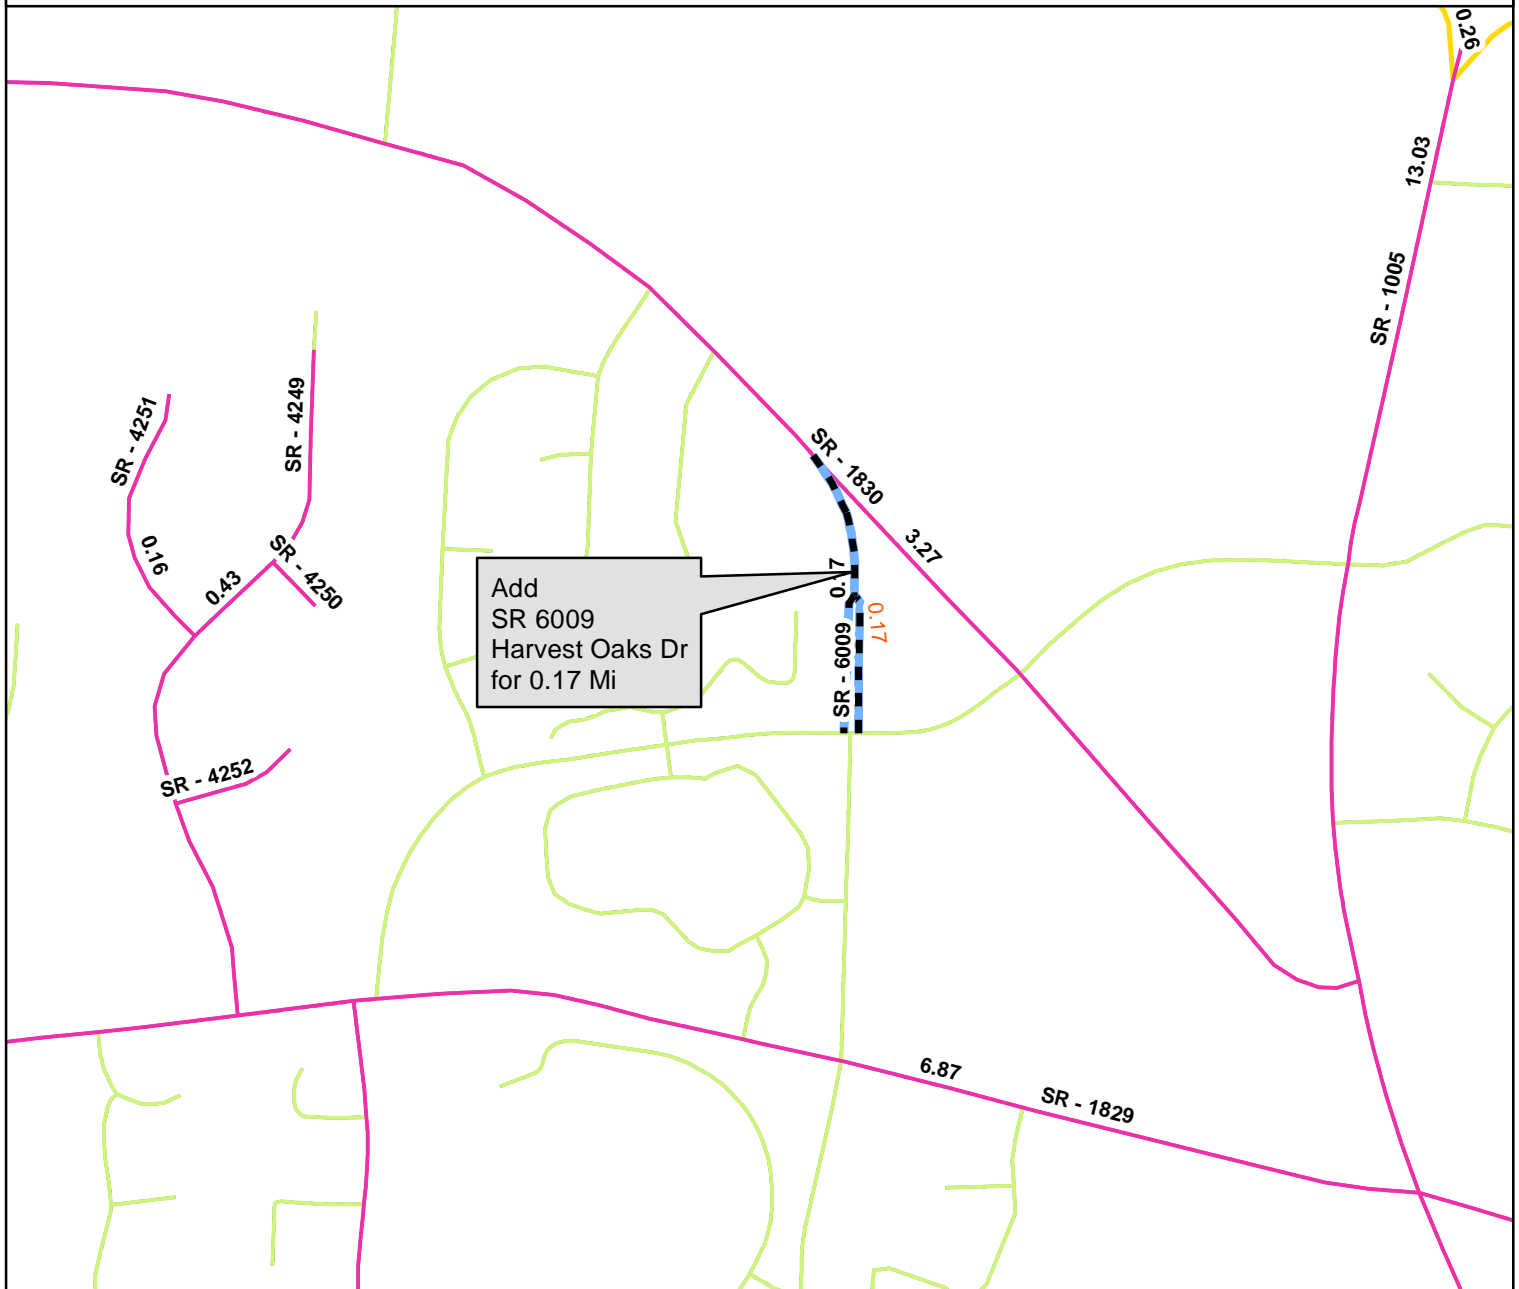 0.26
13.03
SR - 1005
SR - 4251
SR - 4249
SR - 1830
3.27
0.16
SR - 4250
0.43
Add
SR 6009
Harvest Oaks Dr
for 0.17 Mi
0.17
0.17
SR - 6009
SR - 4252
6.87
SR - 1829